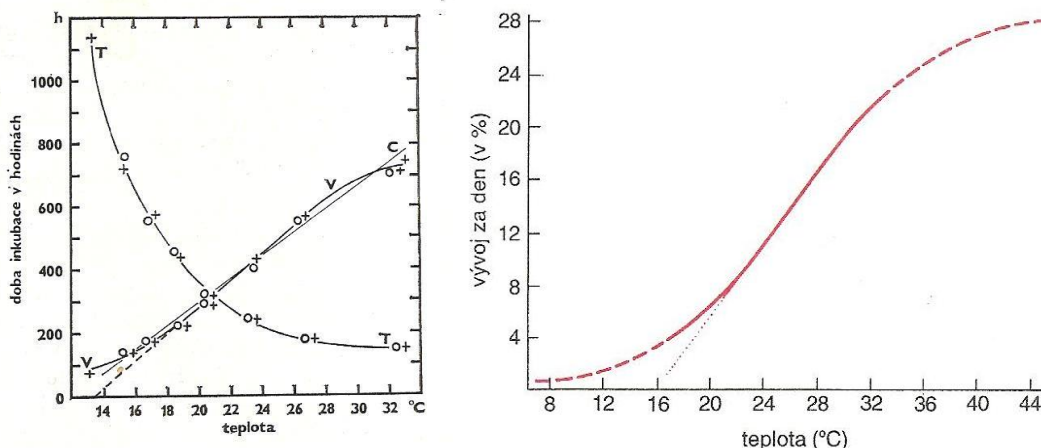 h
1000
800
600
400
200
0
doba inkubace v hodinách
T
C
V
V
T
14 16 18 20 22 24 26 28 30 32 °C
teplota
28
24
20
16
12
8
4
vývoj za den (v %)
8 12 16 20 24 28 32 36 40 44
teplota (ºC)